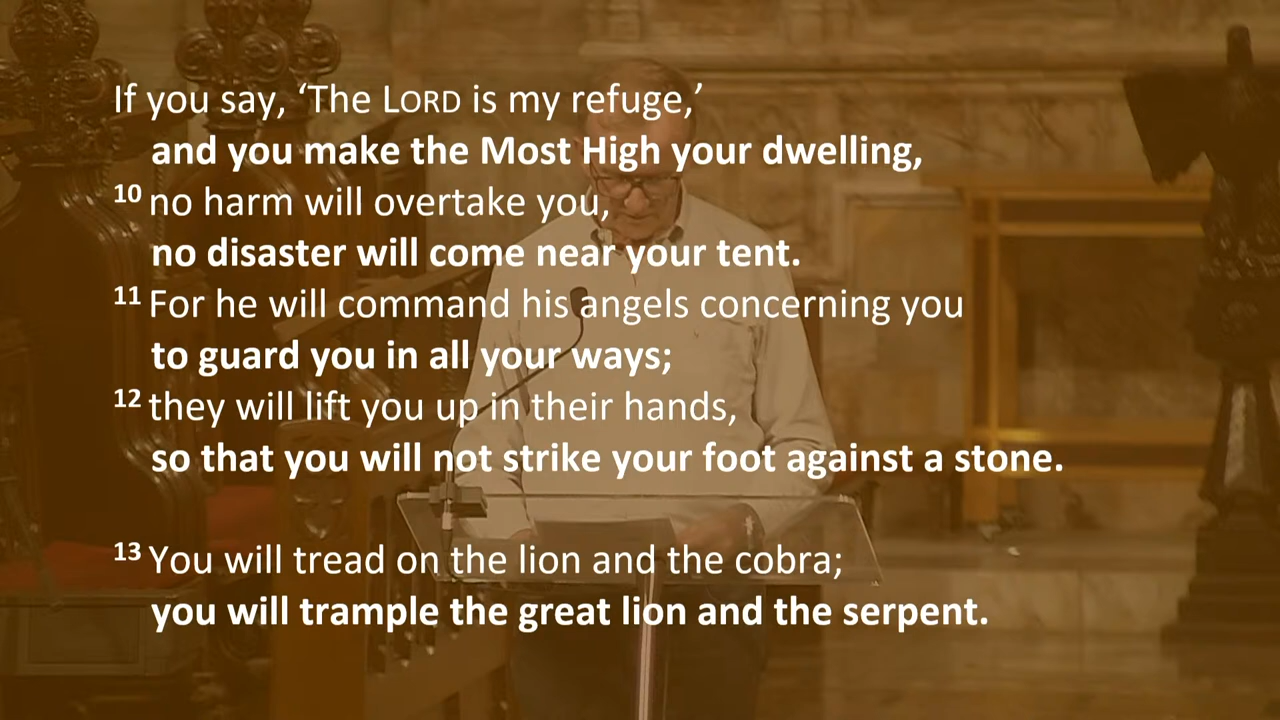 If you say, ‘The LORD is my refuge,’
and you make the Most High your dwelling,
10 no harm will overtake you,
no disaster will come near your tent.
11 For he will command his angels concerning you
to guard you in all your ways;
12 they will lift you up in their hands,
so that you will not strike your foot against a stone.
13 You will tread on the lion and the cobra;
you will trample the great lion and the serpent.